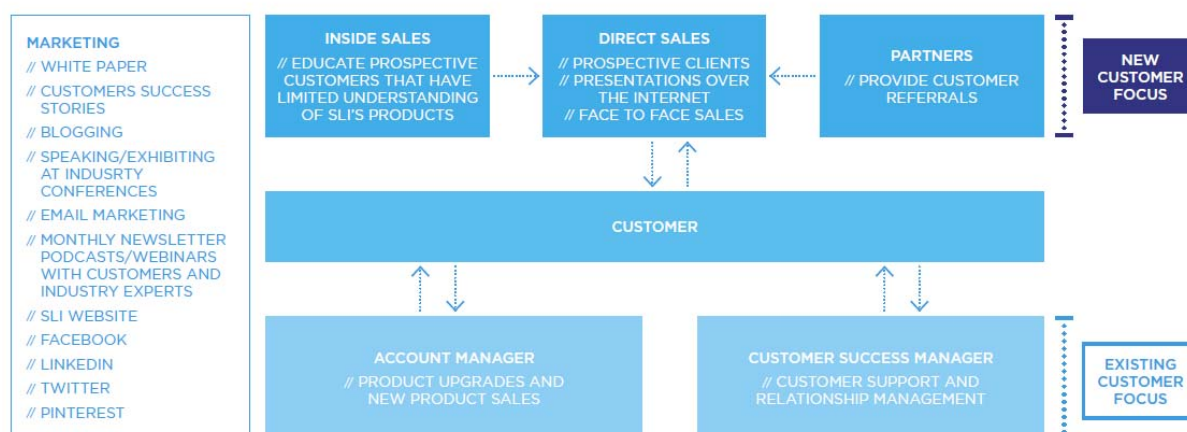 MARKETING
// WHITE PAPER
// CUSTOMERS SUCCESS
STORIES
// BLOGGING
// SPEAKING/EXHIBITING
AT INDUSRTY
CONFERENCES
// EMAIL MARKETING
// MONTHLY NEWSLETTER
PODCASTS/WEBINARS
WITH CUSTOMERS AND
INDUSTRY EXPERTS
// SLI WEBSITE
// FACEBOOK
// LINKEDIN
// TWITTER
// PINTEREST
INSIDE SALES
// EDUCATE PROSPECTIVE
CUSTOMERS THAT HAVE
LIMITED UNDERSTANDING
OF SLI'S PRODUCTS
DIRECT SALES
// PROSPECTIVE CLIENTS
// PRESENTATIONS OVER
THE INTERNET
// FACE TO FACE SALES
PARTNERS
// PROVIDE CUSTOMER
REFERRALS
NEW
CUSTOMER
FOCUS
CUSTOMER
ACCOUNT MANAGER
// PRODUCT UPGRADES AND
NEW PRODUCT SALES
CUSTOMER SUCCESS MANAGER
// CUSTOMER SUPPORT AND
RELATIONSHIP MANAGEMENT
EXISTING
CUSTOMER
FOCUS